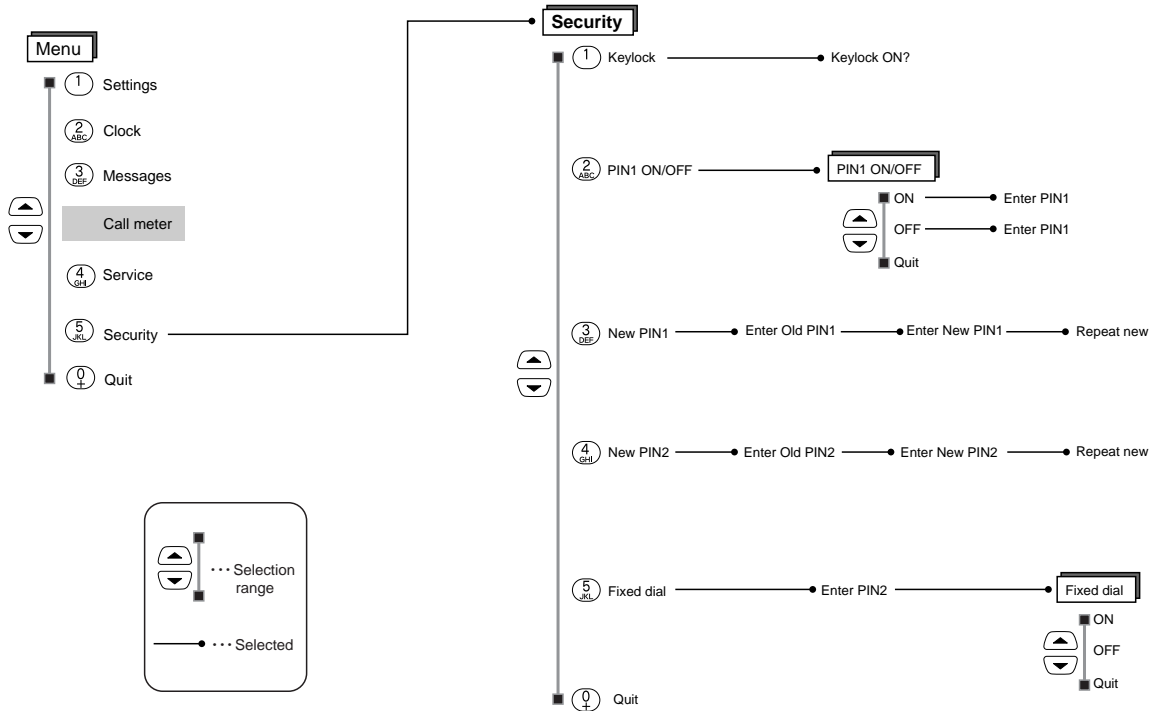 Menu
1 Settings
2 ABC Clock
3 DEF Messages
Call meter
4 GHI Service
5 JKL Security
0 + Quit
Selection
range
Selected
Security
1 Keylock Keylock ON?
2 ABC PIN1 ON/OFF PIN1 ON/OFF
ON Enter PIN1
OFF Enter PIN1
Quit
3 DEF New PIN1 Enter Old PIN1 Enter New PIN1 Repeat new
4 GHI New PIN2 Enter Old PIN2 Enter New PIN2 Repeat new
5 JKL Fixed dial Enter PIN2 Fixed dial
ON
OFF
Quit
0 + Quit